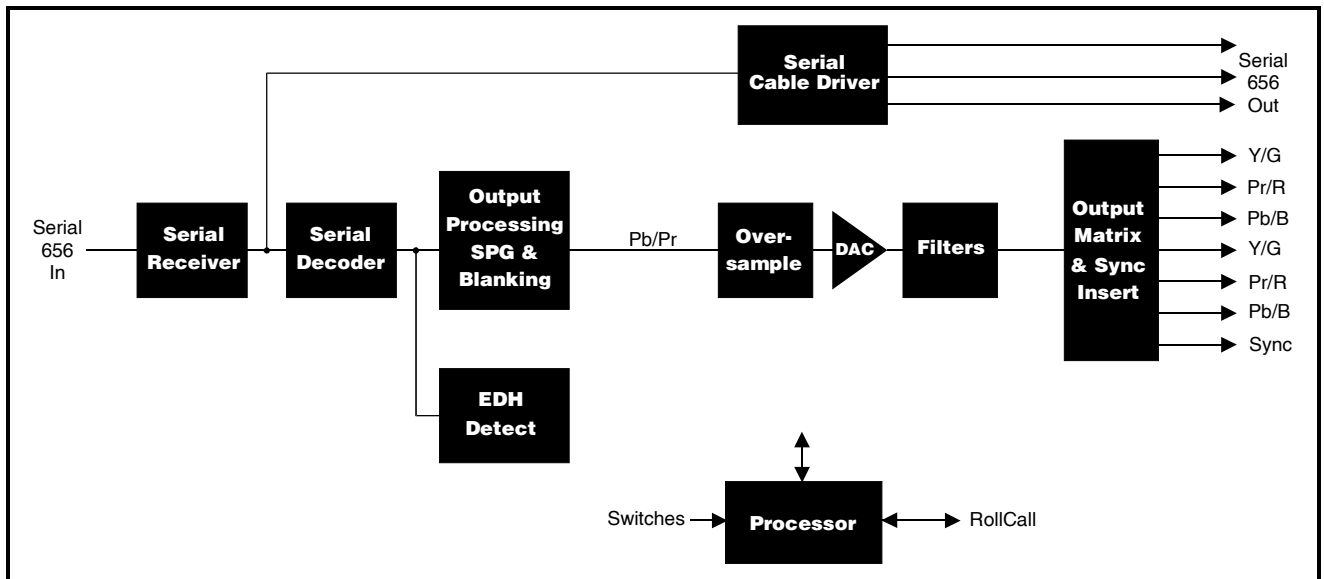 Serial
Cable Driver
Serial
656
Out
Serial
656
In
Serial
Receiver
Serial
Decoder
Output
Processing
SPG &
Blanking
Pb/Pr
Over-
sample
DAC
Filters
Output
Matrix
& Sync
Insert
Y/G
Pr/R
Pb/B
Y/G
Pr/R
Pb/B
Sync
EDH
Detect
Switches
Processor
RollCall